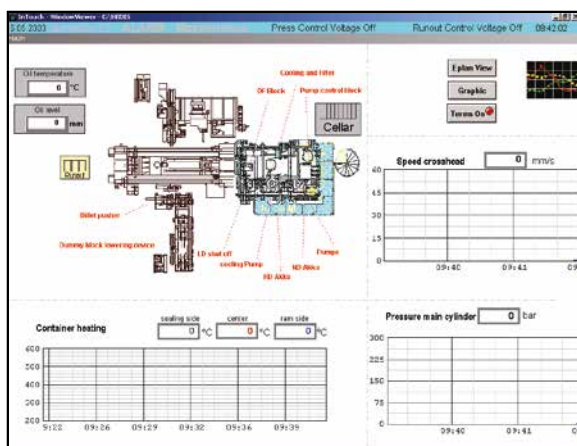 InTouch - WindowViewer - C:\HMI05
5.05.2003 Press Control Voltage Off Runout Control Voltage Off 09:42:02
Oil temperature
0 °C
Oil level
0 mm
Runout
Cooling and filter
OF Block
Pump control block
Cellar
Billet pusher
Dummy block lowering device
LD shut off
cooling Pump
HD Akku
ND Akku
Pumps
Eplan View
Graphic
Terms On
Speed crosshead 0 mm/s
60
45
30
15
0
09:40 09:41
Container heating
sealing side center ram side
0 °C 0 °C 0 °C
600
500
400
300
200
9:22 09:26 09:29 09:32 09:36 09:39
Pressure main cylinder 0 bar
300
225
150
75
0
09:40 09:41